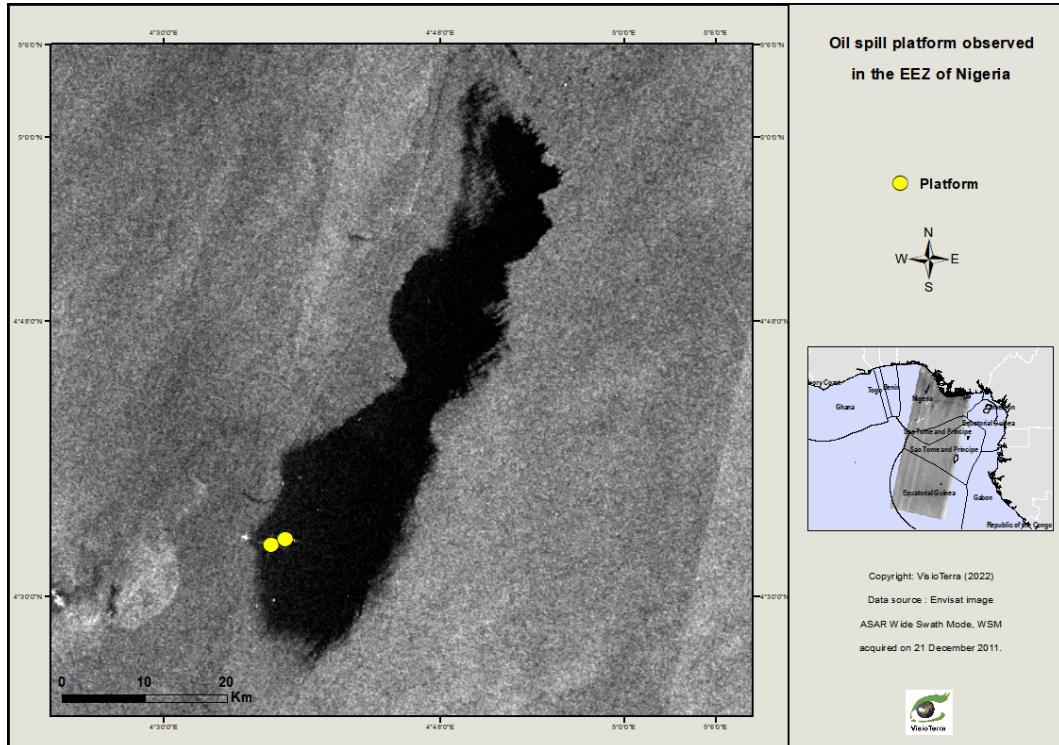 4°30'0"E
4°48'0"E
5°0'0"E
5°6'0"E
5°6'0"N
5°6'0"N
5°0'0"N
5°0'0"N
4°48'0"N
4°48'0"N
4°30'0"N
4°30'0"N
0 10 20
Km
4°30'0"E
4°48'0"E
5°0'0"E
5°6'0"E
Oil spill platform observed
in the EEZ of Nigeria
Platform
N
W E
S
Ghana
Togo
Benin
Nigeria
Equatorial Guinea
Sao Tome and Principe
Sao Tome and Principe
Equatorial Guinea
Gabon
Republic of the Congo
Copyright: VisioTerra (2022)
Data source : Envisat image
ASAR Wide Swath Mode, WSM
acquired on 21 December 2011.
VisioTerra